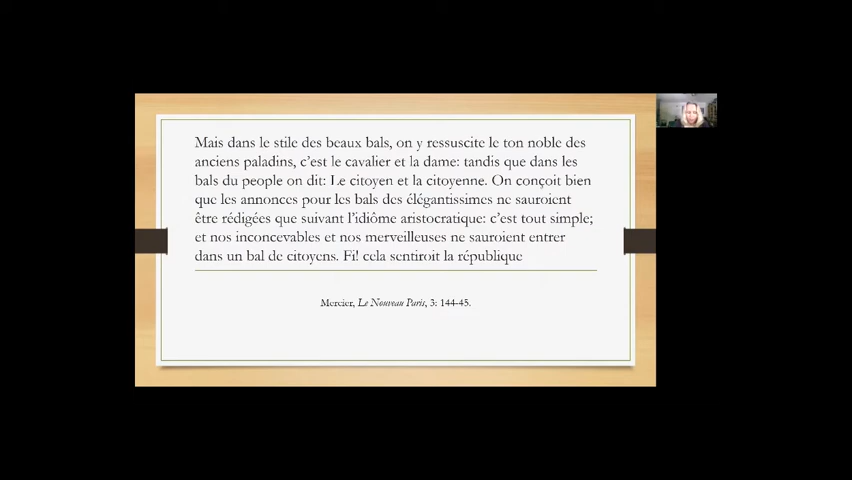 Mais dans le stile des beaux bals, on y ressuscite le ton noble des
anciens paladins, c’est le cavalier et la dame: tandis que dans les
bals du people on dit: Le citoyen et la citoyenne. On conçoit bien
que les annonces pour les bals des élégantissimes ne sauroient
être rédigées que suivant l’idiôme aristocratique: c’est tout simple;
et nos inconcevables et nos merveilleuses ne sauroient entrer
dans un bal de citoyens. Fi! cela sentiroit la république
Mercier, Le Nouveau Paris, 3: 144-45.